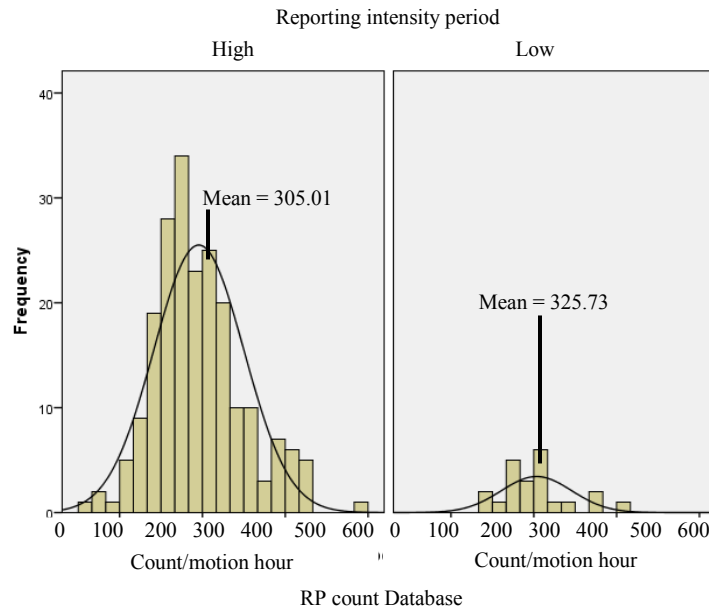 Reporting intensity period
High
Low
40
30
20
10
0
Frequency
Mean = 305.01
Mean = 325.73
0 100 200 300 400 500 600
0 100 200 300 400 500 600
Count/motion hour
Count/motion hour
RP count Database